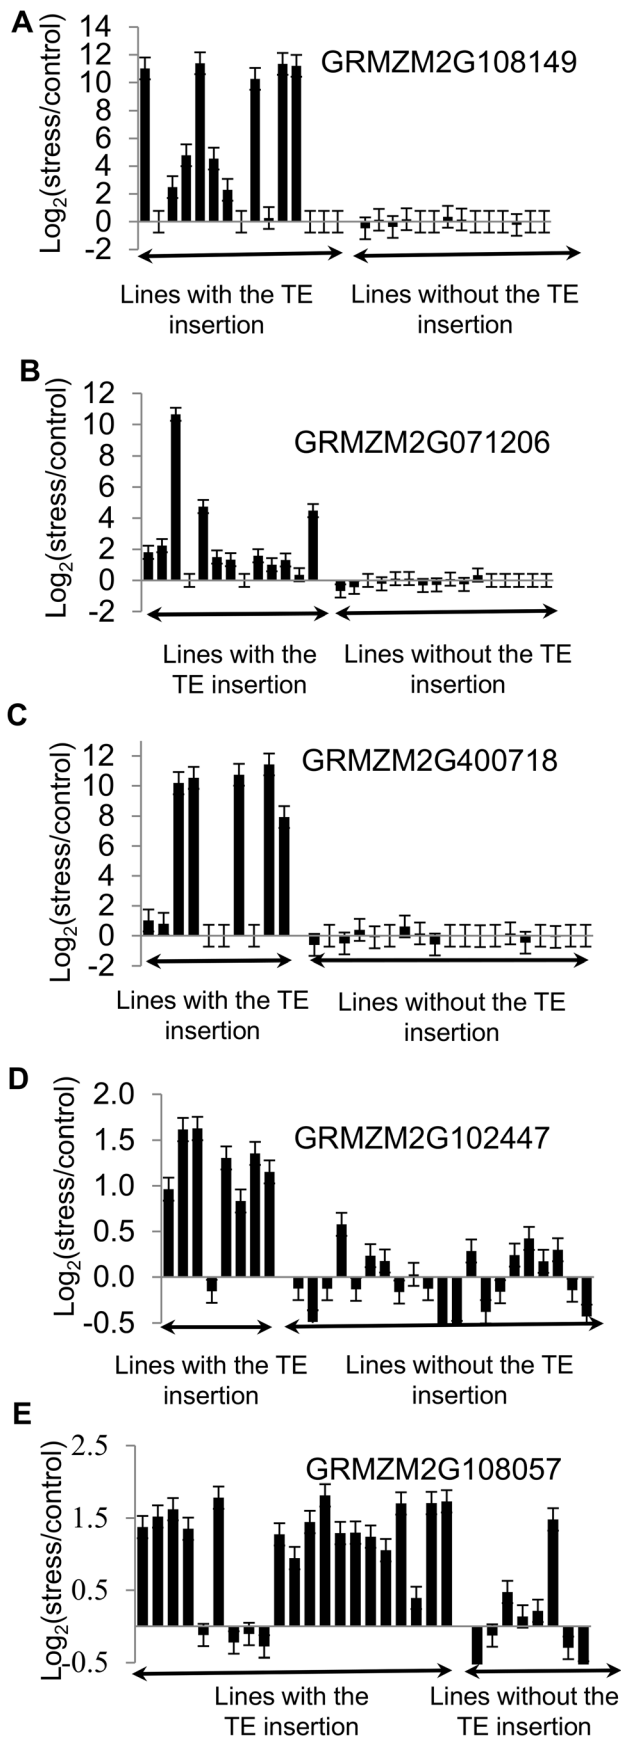 A
Log2(stress/control)
14
12
10
8
6
4
2
0
-2
GRMZM2G108149
Lines with the TE insertion
Lines without the TE insertion
B
Log2(stress/control)
12
10
8
6
4
2
0
-2
GRMZM2G071206
Lines with the
TE insertion
Lines without the TE
insertion
C
Log2(stress/control)
12
10
8
6
4
2
0
-2
GRMZM2G400718
Lines with the TE
insertion
Lines without the TE
insertion
D
Log2(stress/control)
2.0
1.5
1.0
0.5
0.0
-0.5
GRMZM2G102447
Lines with the TE
insertion
Lines without the TE
insertion
E
Log2(stress/control)
2.5
1.5
0.5
-0.5
GRMZM2G108057
Lines with the
TE insertion
Lines without the
TE insertion